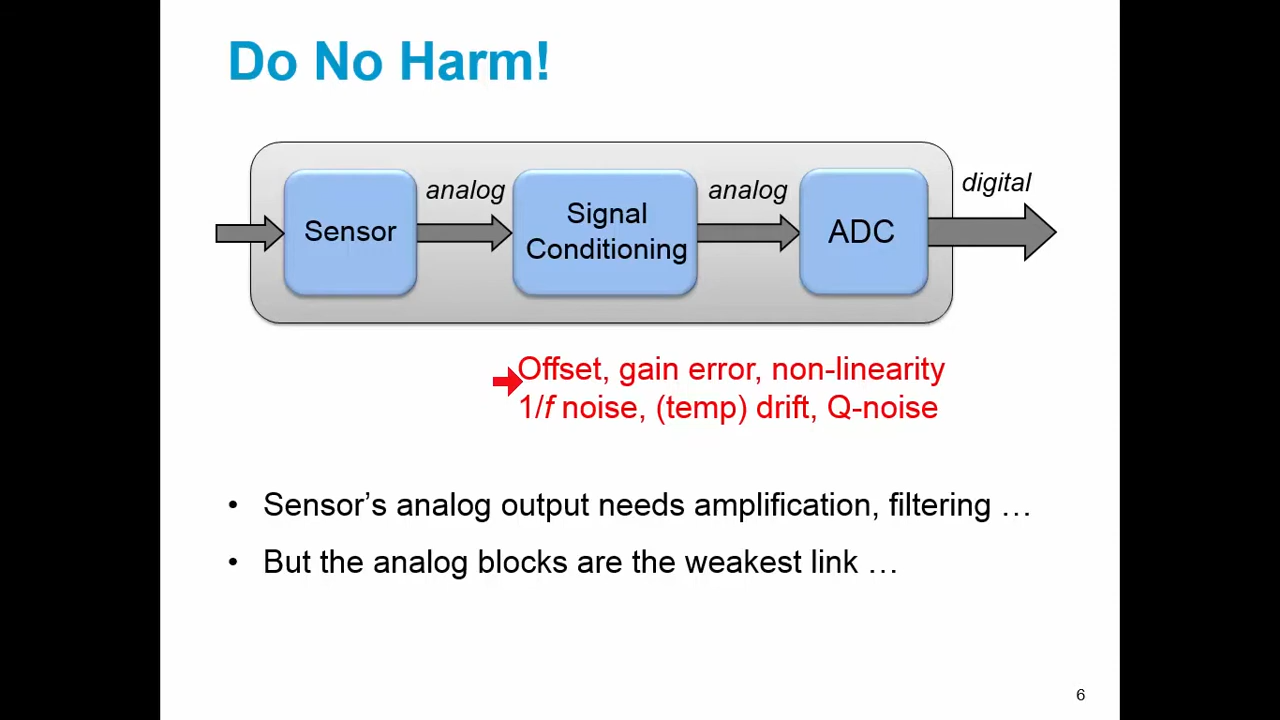 Do No Harm!
analog
analog
digital
Sensor
Signal
Conditioning
ADC
Offset, gain error, non-linearity
1/f noise, (temp) drift, Q-noise
• Sensor’s analog output needs amplification, filtering …
• But the analog blocks are the weakest link …
6